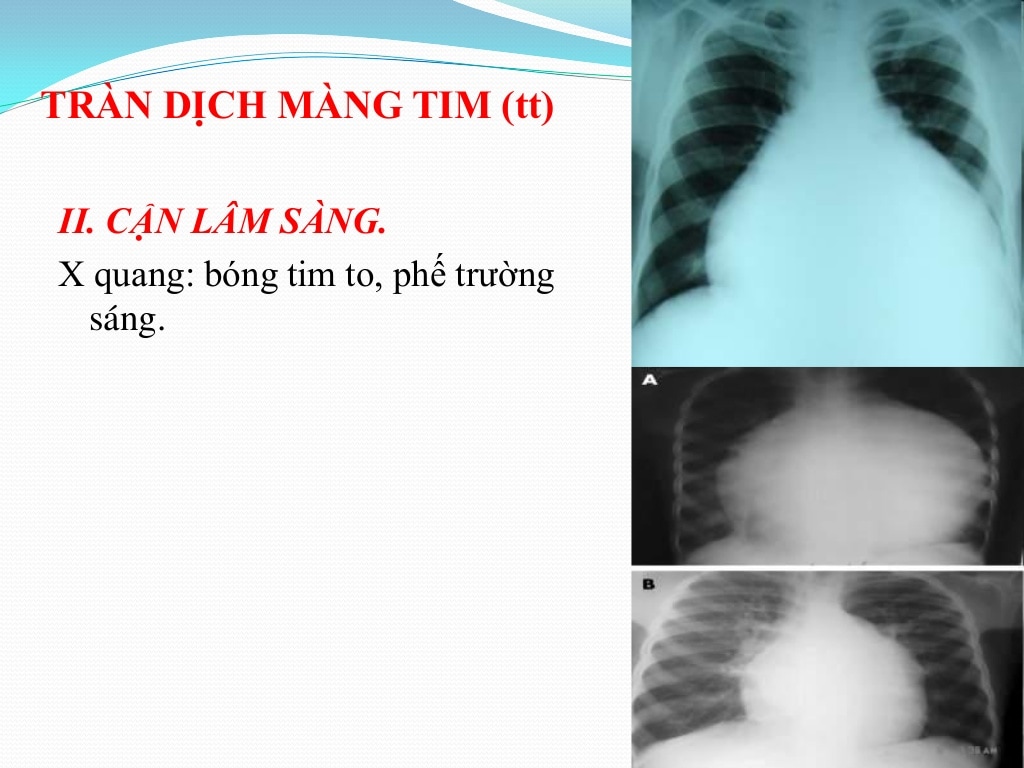 TRÀN DỊCH MÀNG TIM (tt)
II. CẬN LÂM SÀNG.
X quang: bóng tim to, phế trường
sáng.
A
B